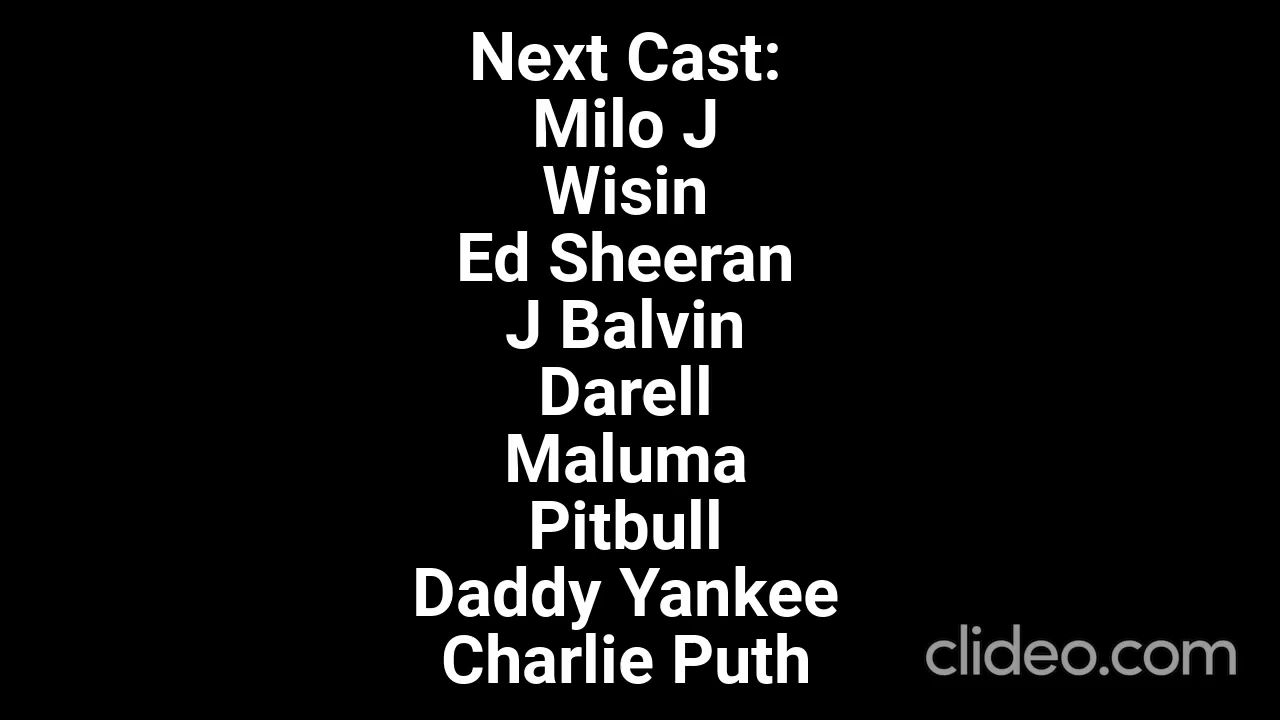 Next Cast:
Milo J
Wisin
Ed Sheeran
J Balvin
Darell
Maluma
Pitbull
Daddy Yankee
Charlie Puth
clideo.com